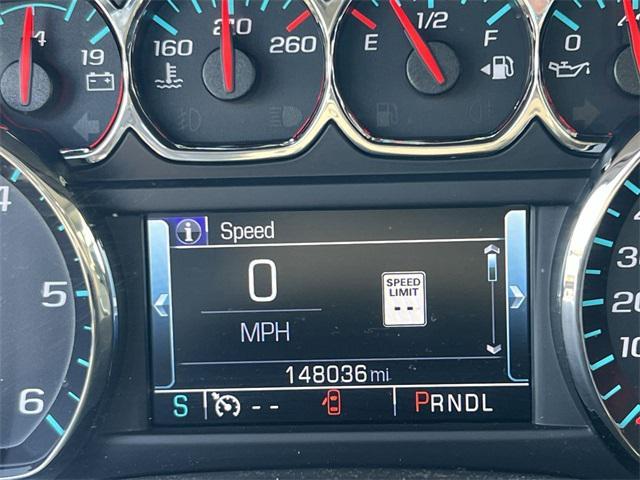 4 19
160 210 260
E 1/2 F
0
Speed
0
MPH
SPEED
LIMIT
--
148036 mi
S -- PRNDL
4
5
6
30
20
10